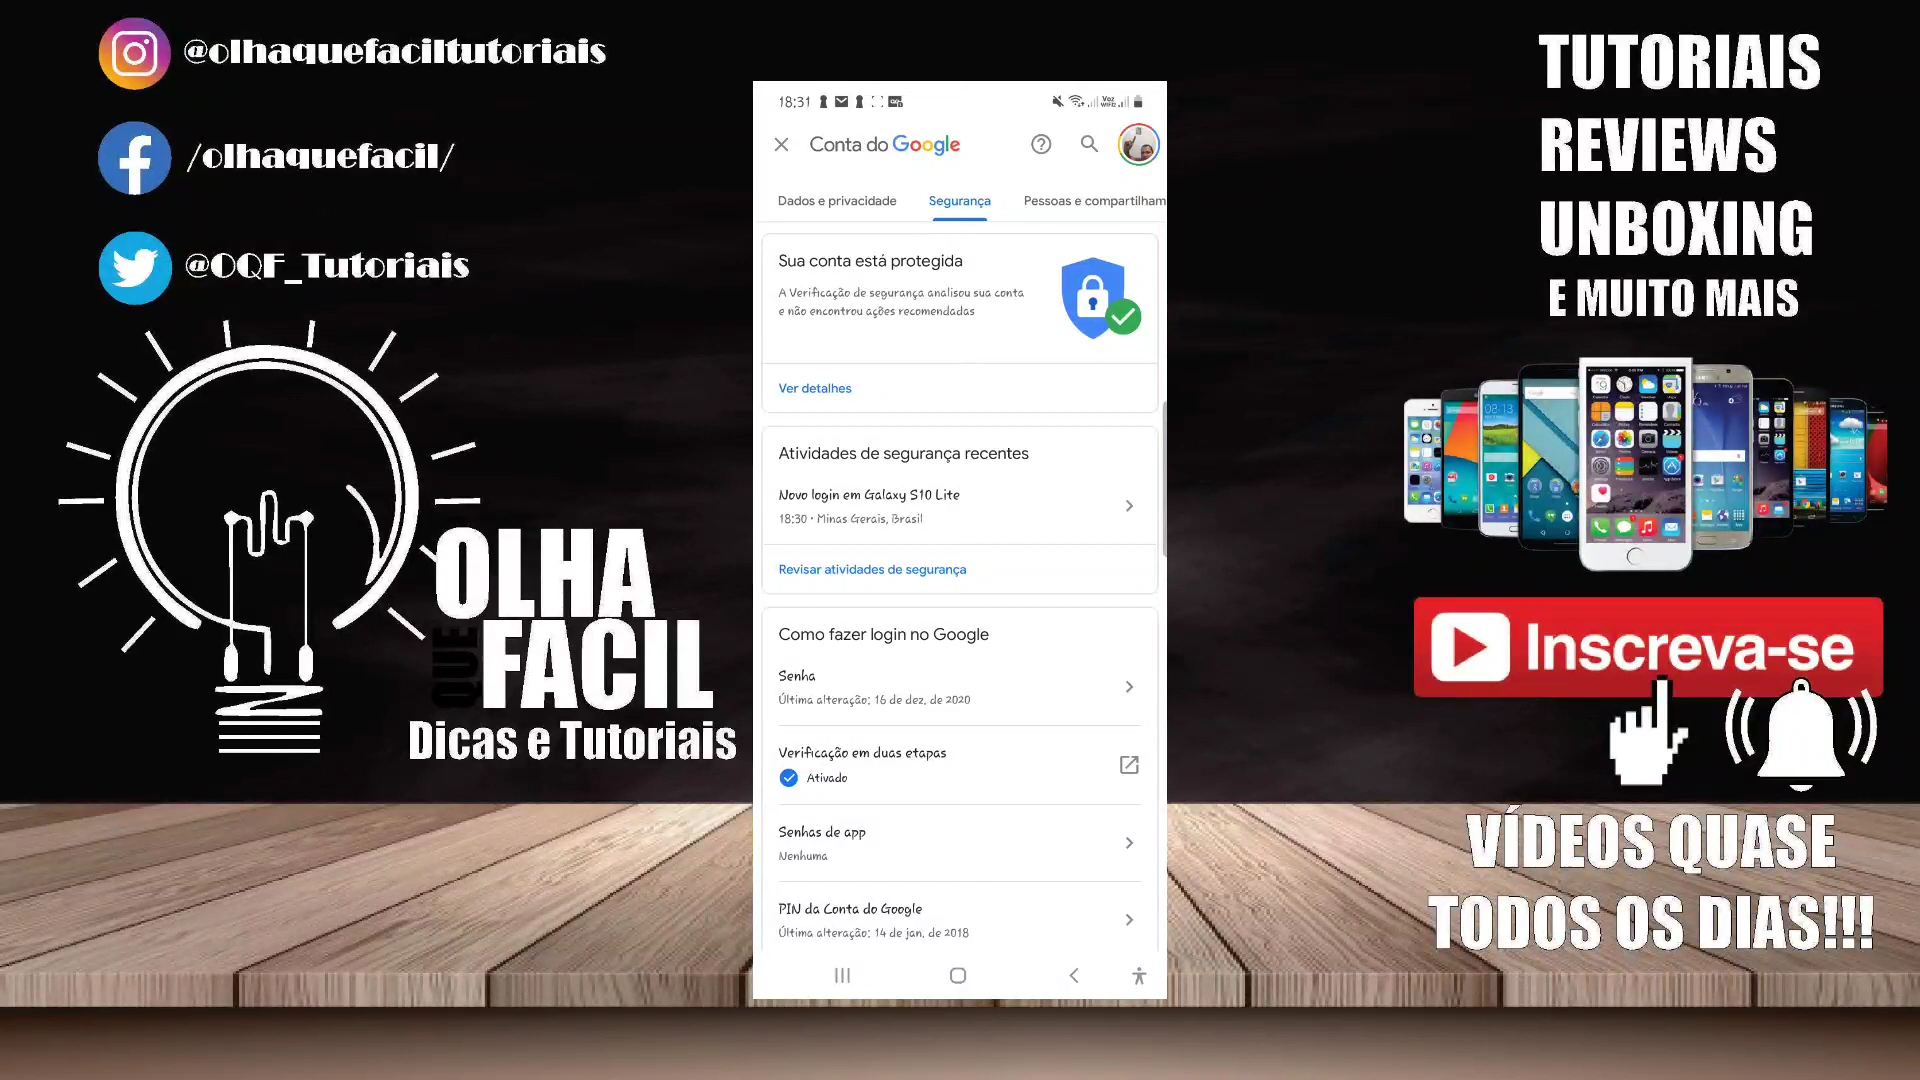 @olhaquefaciltutoriais
/olhaquefacil/
@OQF_Tutoriais
OLHA
QUE
FACIL
Dicas e Tutoriais
18:31
Conta do Google
Dados e privacidade
Segurança
Pessoas e compartilham
Sua conta está protegida
A Verificação de segurança analisou sua conta
e não encontrou ações recomendadas
Ver detalhes
Atividades de segurança recentes
Novo login em Galaxy S10 Lite
18:30 • Minas Gerais, Brasil
Revisar atividades de segurança
Como fazer login no Google
Senha
Última alteração: 16 de dez. de 2020
Verificação em duas etapas
Ativado
Senhas de app
Nenhuma
PIN da Conta do Google
Última alteração: 14 de jan. de 2018
TUTORIAIS
REVIEWS
UNBOXING
E MUITO MAIS
Inscreva-se
VÍDEOS QUASE
TODOS OS DIAS!!!